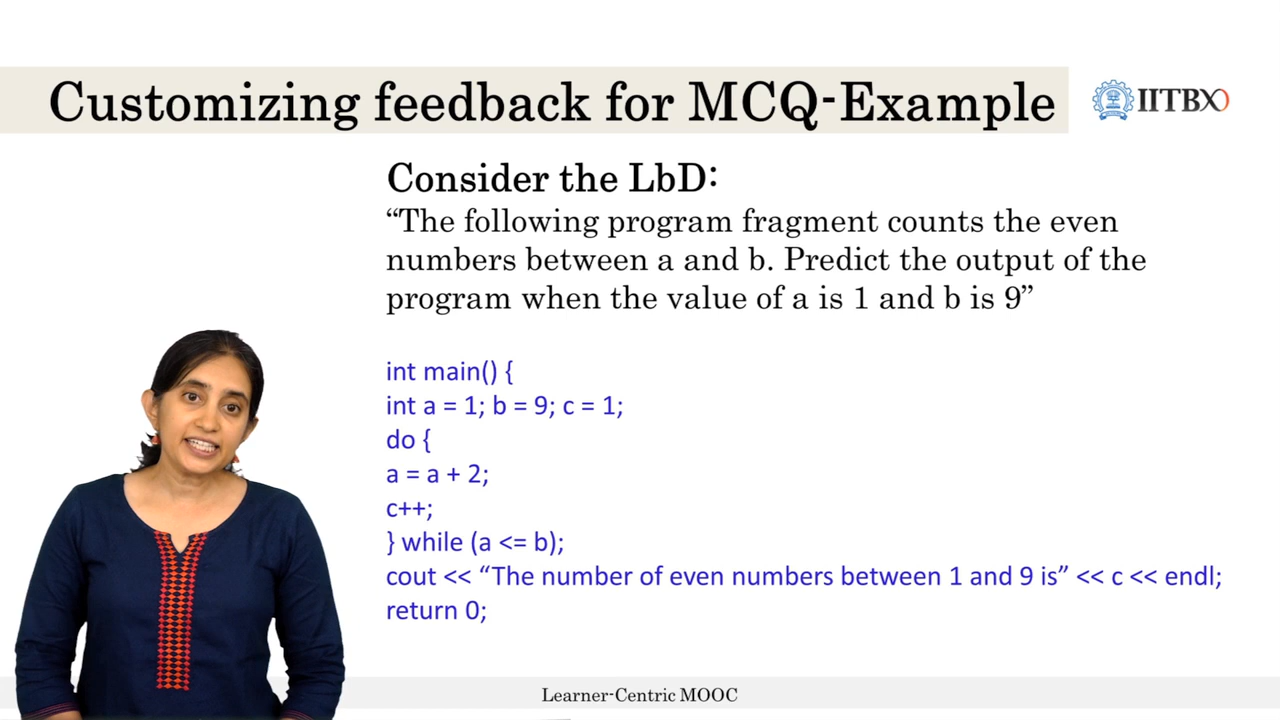 Customizing feedback for MCQ-Example
IITBX
Consider the LbD:
“The following program fragment counts the even
numbers between a and b. Predict the output of the
program when the value of a is 1 and b is 9”
int main() {
int a = 1; b = 9; c = 1;
do {
a = a + 2;
c++;
} while (a <= b);
cout << “The number of even numbers between 1 and 9 is” << c << endl;
return 0;
Learner-Centric MOOC